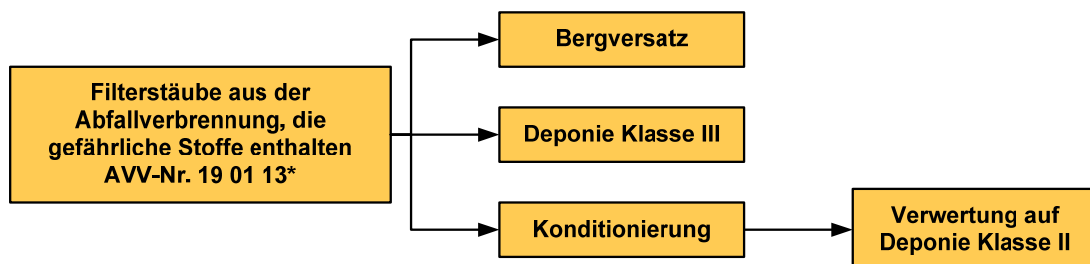 Filterstäube aus der
Abfallverbrennung, die
gefährliche Stoffe enthalten
AVV-Nr. 19 01 13*
Bergversatz
Deponie Klasse III
Konditionierung
Verwertung auf
Deponie Klasse II